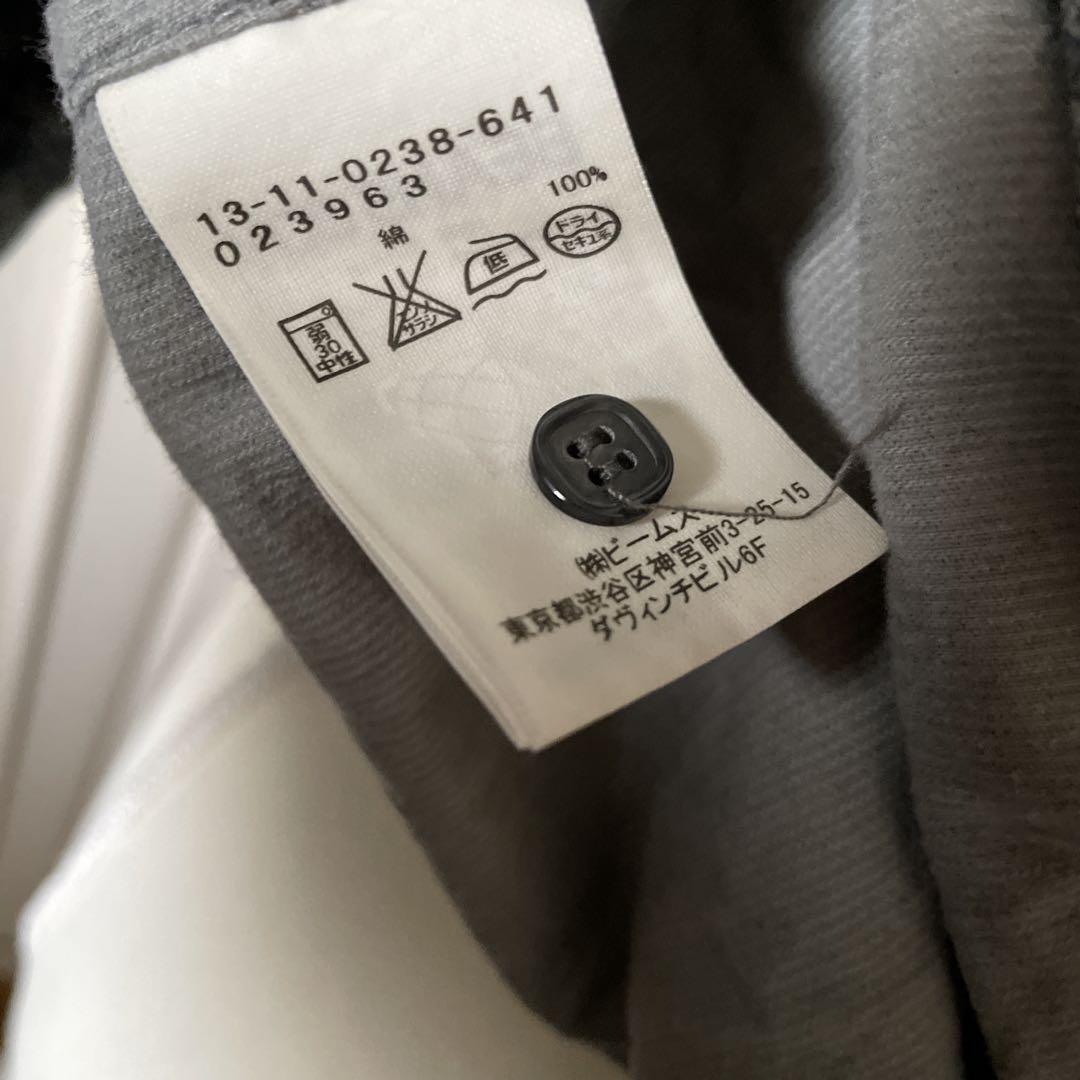 13-11-0238-641
023963
綿 100%
弱
30
中性
エンソ
サラシ
低
ドライ
セキユ系
㈱ビームス
東京都渋谷区神宮前3-25-15
ダヴィンチビル6F